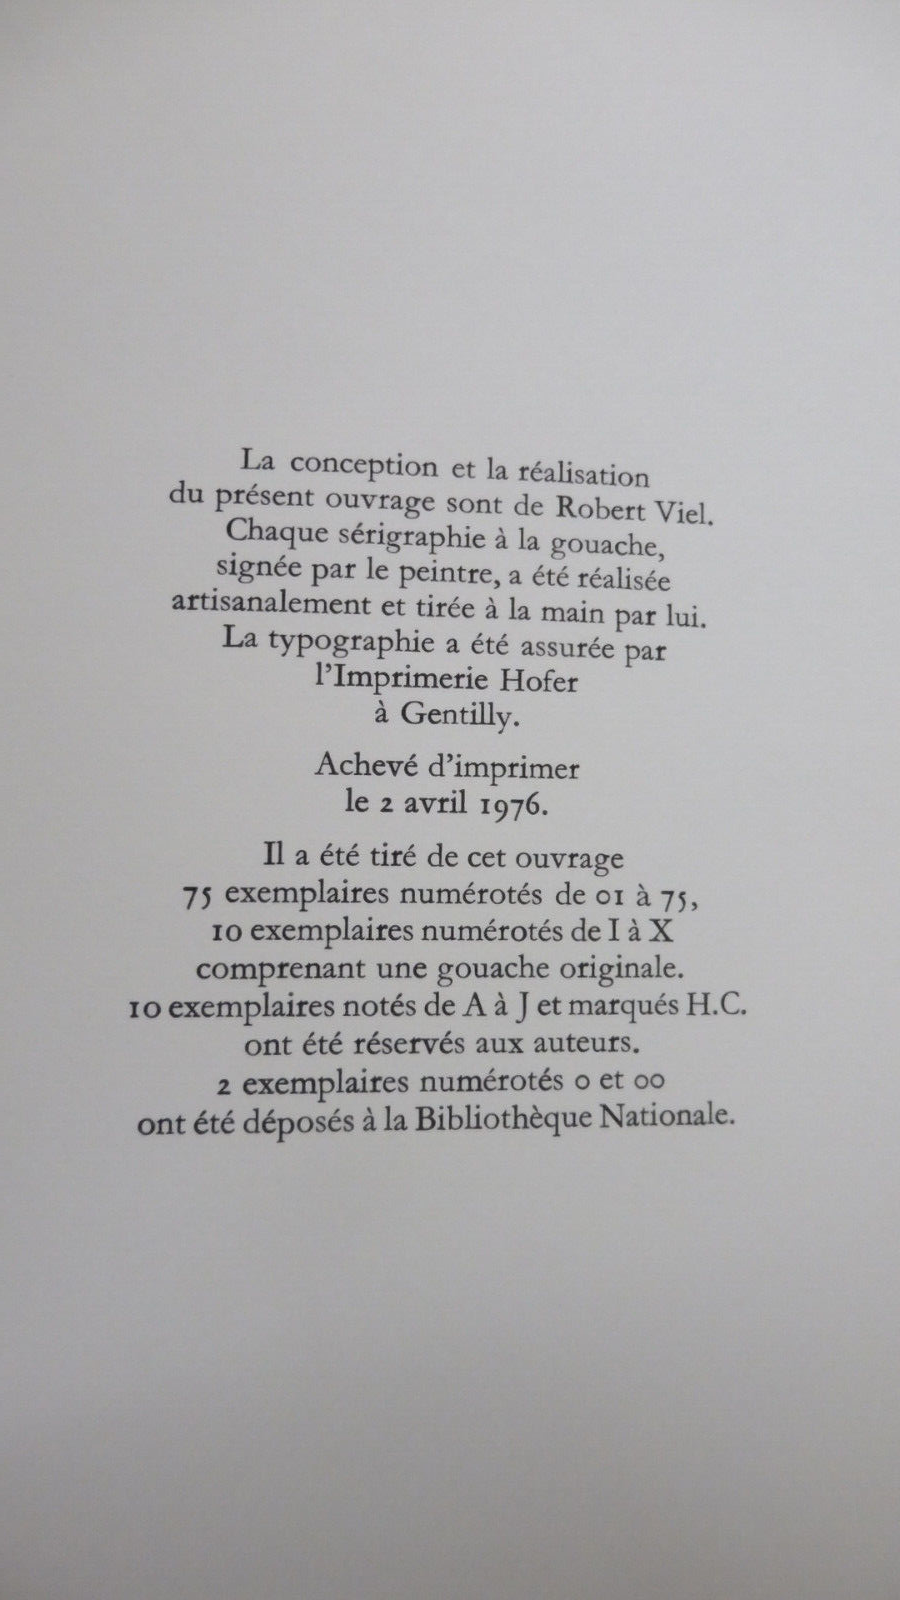 La conception et la réalisation
du présent ouvrage sont de Robert Viel.
Chaque sérigraphie à la gouache,
signée par le peintre, a été réalisée
artisanalement et tirée à la main par lui.
La typographie a été assurée par
l'Imprimerie Hofer
à Gentilly.
Achevé d'imprimer
le 2 avril 1976.
Il a été tiré de cet ouvrage
75 exemplaires numérotés de 01 à 75,
10 exemplaires numérotés de I à X
comprenant une gouache originale.
10 exemplaires notés de A à J et marqués H.C.
ont été réservés aux auteurs.
2 exemplaires numérotés 0 et 00
ont été déposés à la Bibliothèque Nationale.